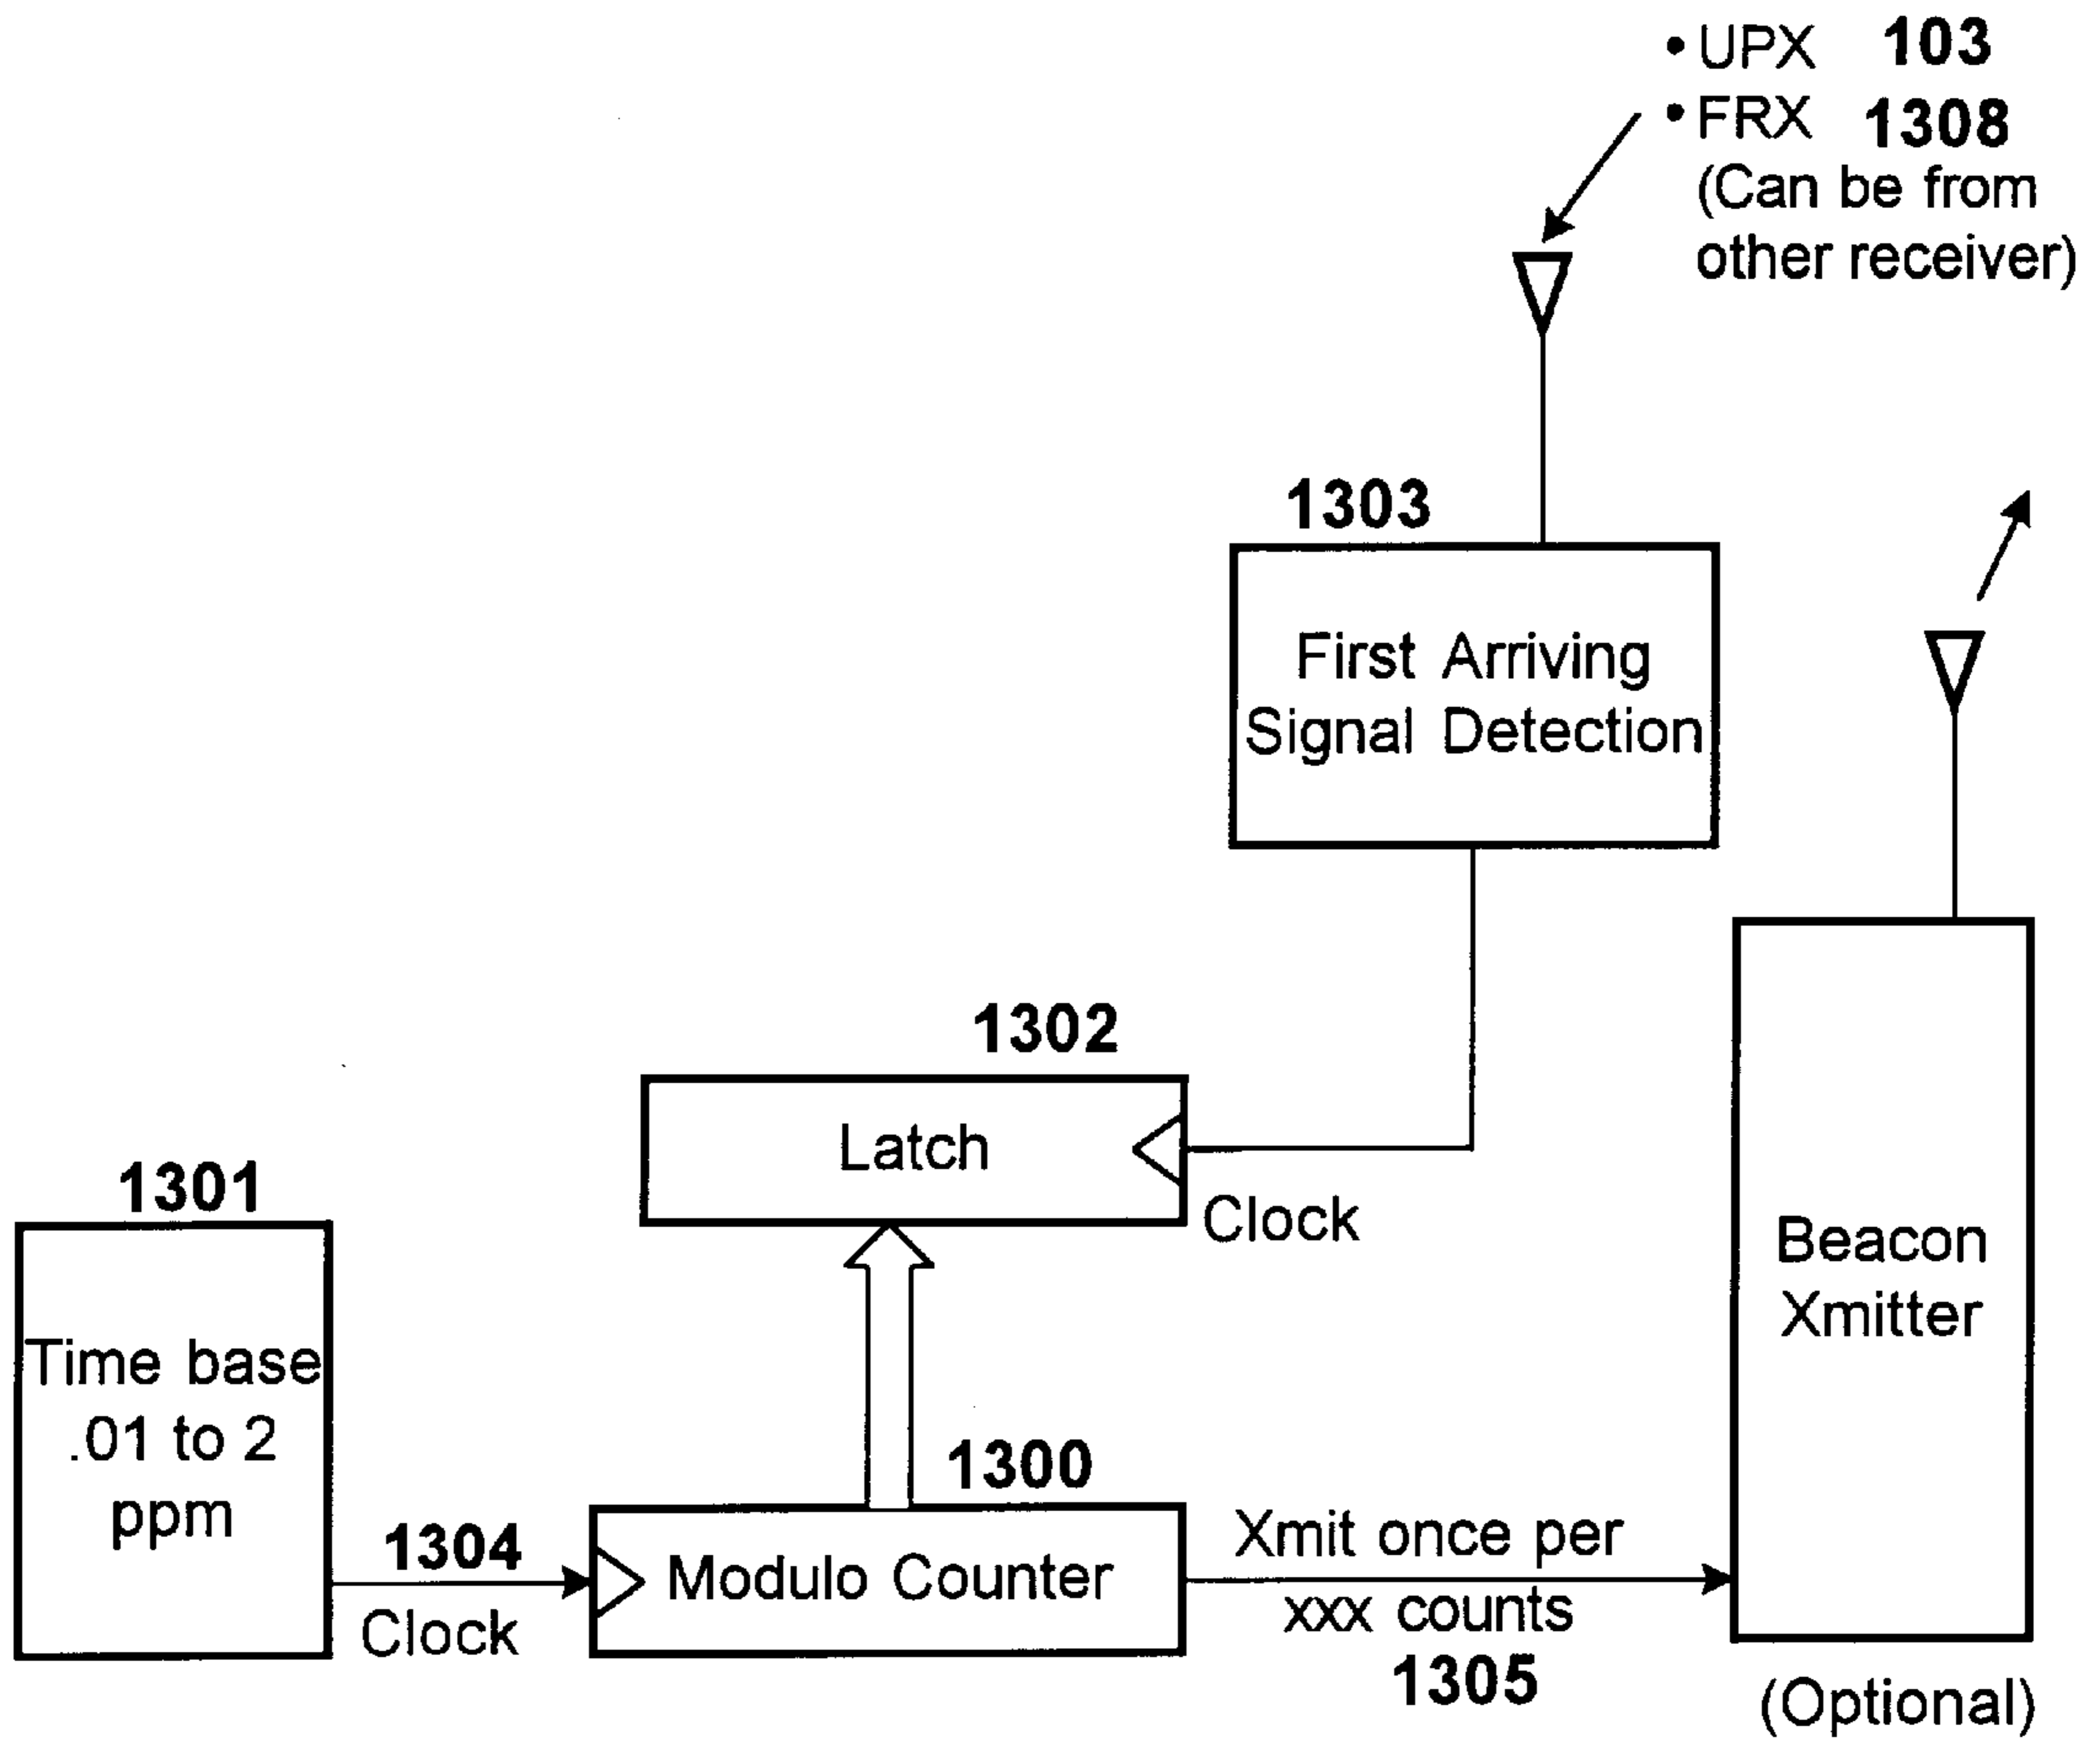 • UPX 103
• FRX 1308
(Can be from
other receiver)
1303
First Arriving
Signal Detection
1302
Latch
Clock
1301
Time base
.01 to 2
ppm
1304
Clock
1300
Modulo Counter
Xmit once per
xxx counts
1305
Beacon
Xmitter
(Optional)